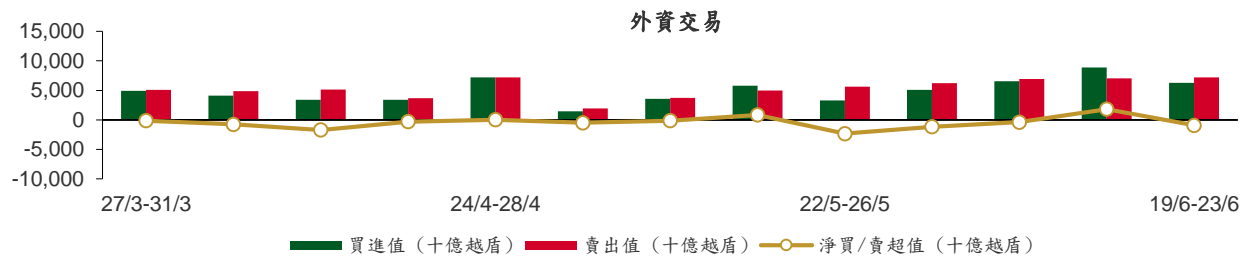 外資交易
15,000
10,000
5,000
0
-5,000
-10,000
27/3-31/3 24/4-28/4 22/5-26/5 19/6-23/6
買進值（十億越盾） 賣出值（十億越盾） 淨買/賣超值（十億越盾）